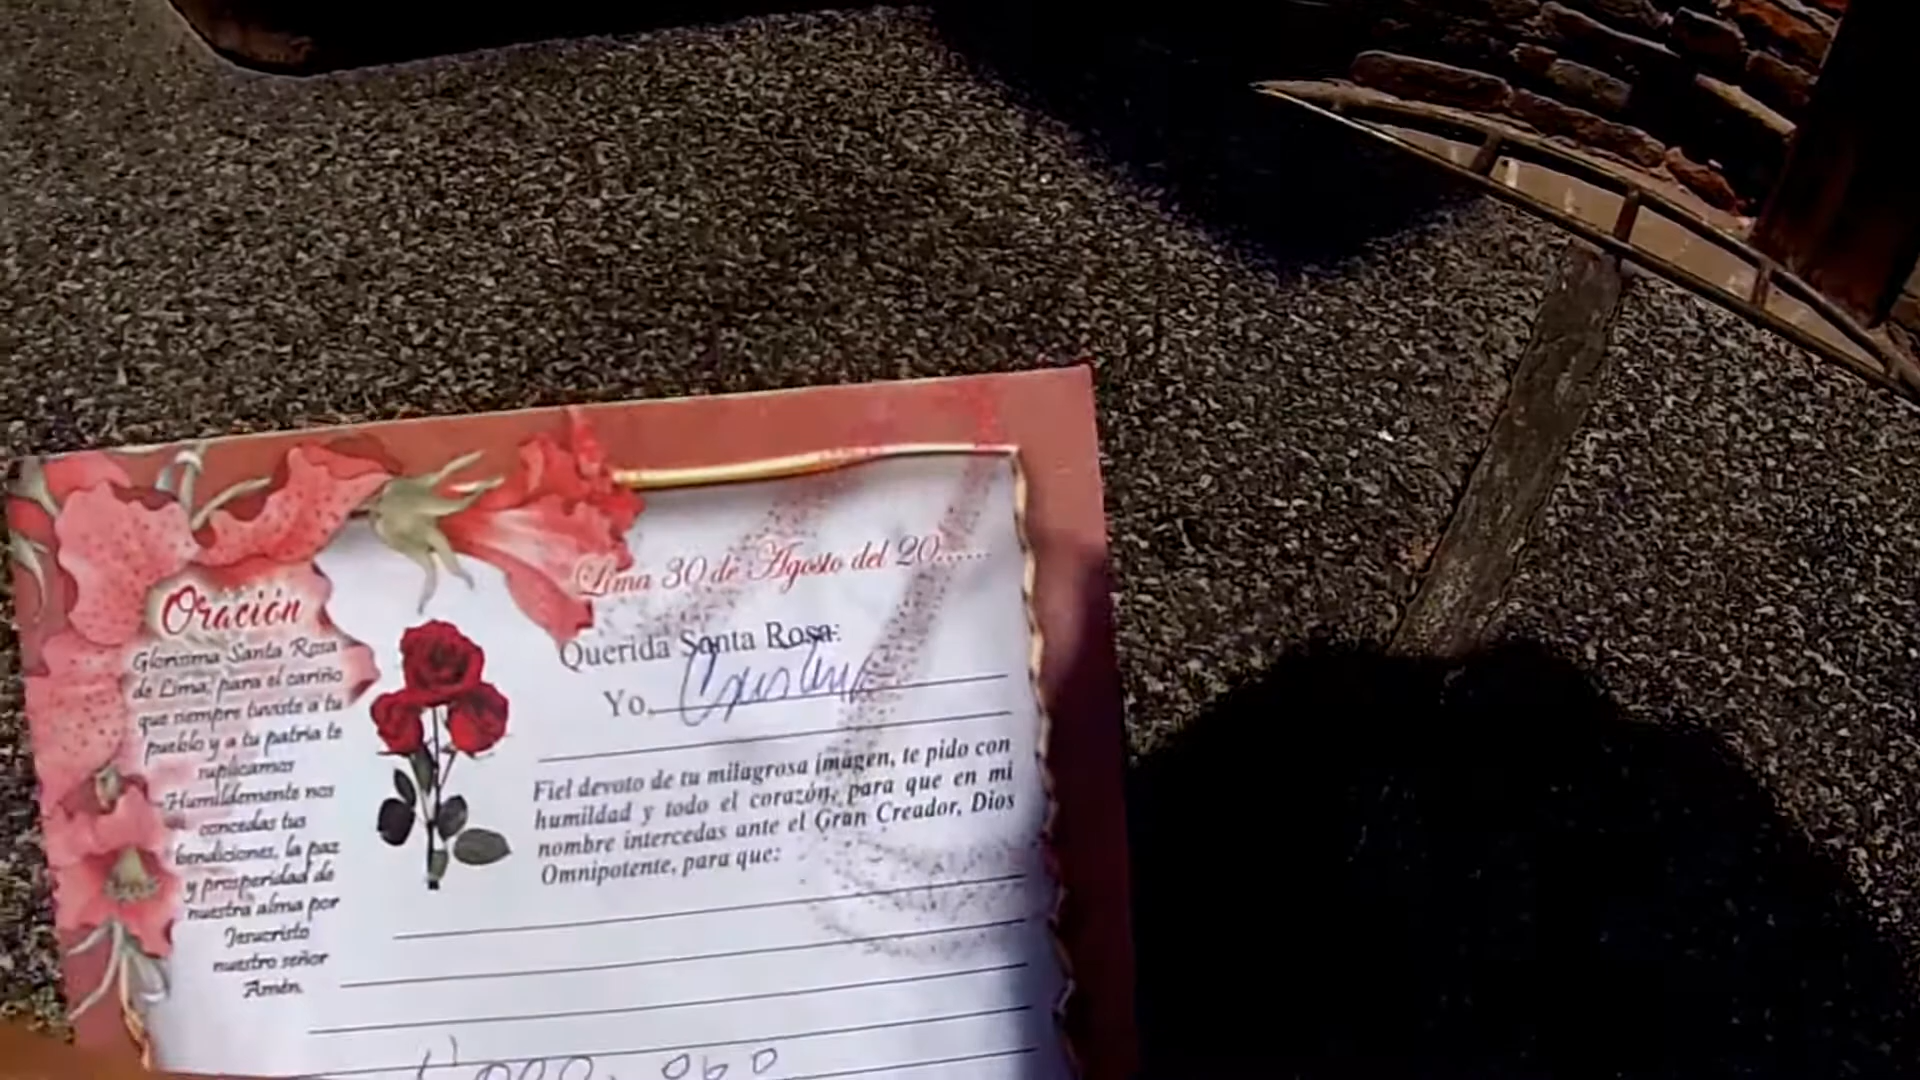 Lima 30 de Agosto del 20......
Oración
Glorisima Santa Rosa
de Lima, para el cariño
que siempre tuviste a tu
pueblo y a tu patria te
suplicamos
Humildemente nos
concedas tus
bendiciones, la paz
y prosperidad de
nuestra alma por
Jesucristo
nuestro señor
Amén.
Querida Santa Rosa:
Yo
Fiel devoto de tu milagrosa imágen, te pido con
humildad y todo el corazón, para que en mi
nombre intercedas ante el Gran Creador, Dios
Omnipotente, para que: